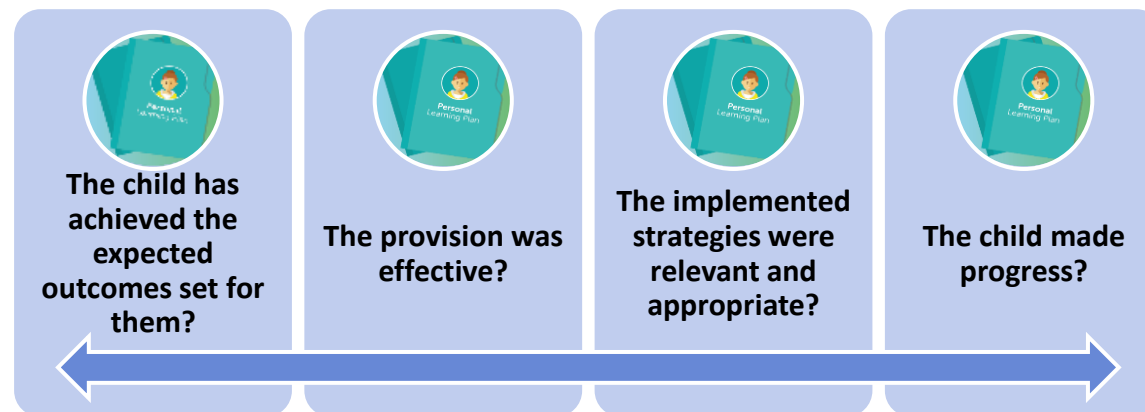 Personal
Learning Plan
The child has
achieved the
expected
outcomes set for
them?
Personal
Learning Plan
The provision was
effective?
Personal
Learning Plan
The implemented
strategies were
relevant and
appropriate?
Personal
Learning Plan
The child made
progress?